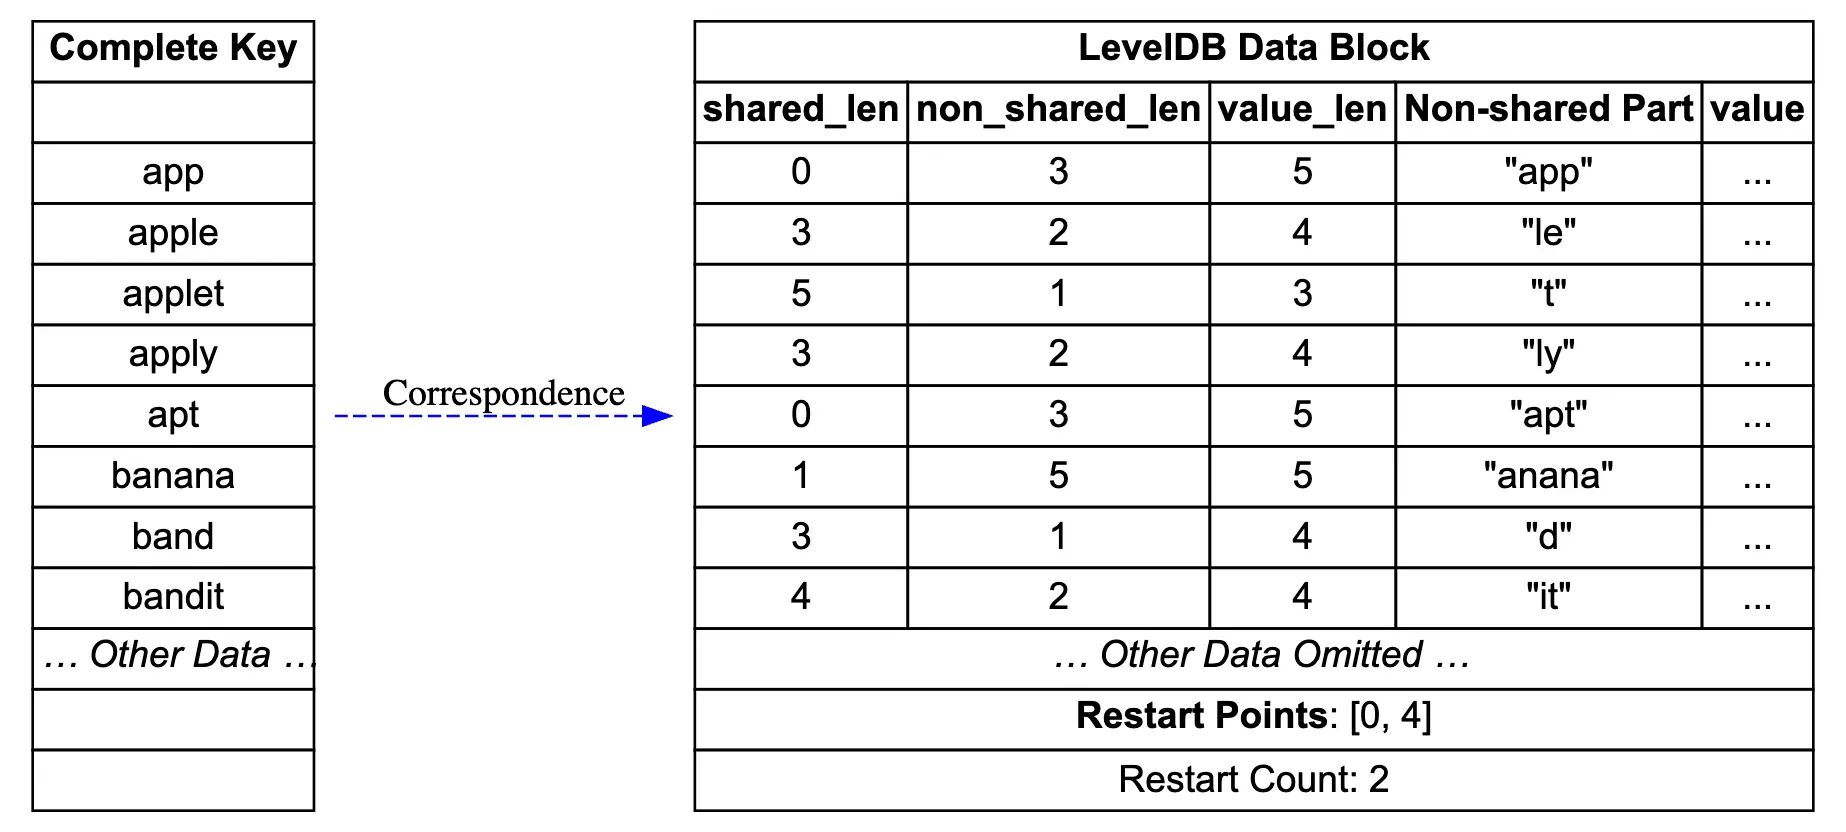 Complete Key
app
apple
applet
apply
apt
banana
band
bandit
... Other Data ...
Correspondence
LevelDB Data Block
shared_len non_shared_len value_len Non-shared Part value
0 3 5 "app" ...
3 2 4 "le" ...
5 1 3 "t" ...
3 2 4 "ly" ...
0 3 5 "apt" ...
1 5 5 "anana" ...
3 1 4 "d" ...
4 2 4 "it" ...
... Other Data Omitted ...
Restart Points: [0, 4]
Restart Count: 2